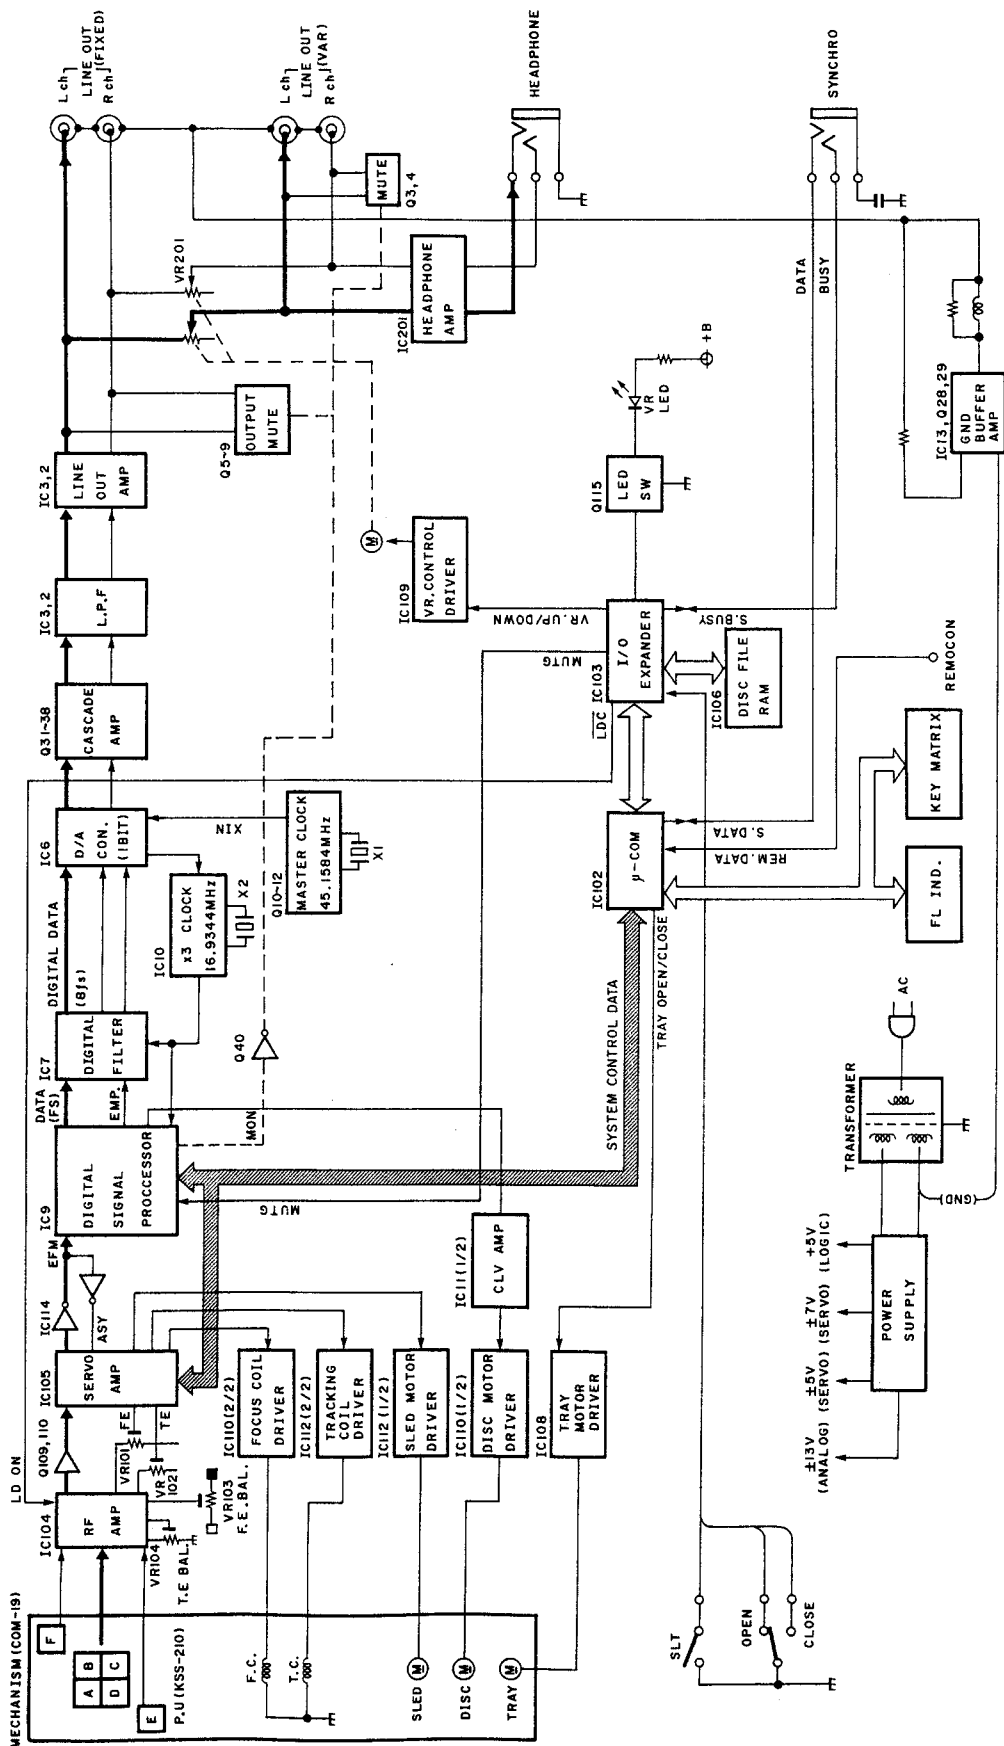 MECHANISM(COM-19)
F
A
B
D
C
E
P.U(KSS-210)
F.C.
T.C.
SLED
M
DISC
M
TRAY
M
LD ON
IC104
RF
AMP
VR104
T.E BAL.
VR103
F.E. BAL.
VR101
VR
102
FE
TE
Q109,110
IC105
SERVO
AMP
IC114
ASY
EFM
IC9
DIGITAL
SIGNAL
PROCCESSOR
DATA
(FS)
EMP.
IC7
DIGITAL
FILTER
DIGITAL DATA
(8fs)
IC6
D/A
CON.
(1BIT)
Q31~38
CASCADE
AMP
IC3,2
L.P.F
IC3,2
LINE
OUT
AMP
L ch
R ch
LINE OUT
(FIXED)
L ch
R ch
LINE OUT
(VAR)
IC10
x3 CLOCK
16.9344MHz
X2
XIN
Q10~12
MASTER CLOCK
45.1584MHz
X1
Q5~9
OUTPUT
MUTE
VR201
MUTE
Q3,4
IC201
HEADPHONE
AMP
HEADPHONE
MON
Q40
MUTG
IC110(2/2)
FOCUS COIL
DRIVER
IC112(2/2)
TRACKING
COIL
DRIVER
IC112(1/2)
SLED MOTOR
DRIVER
IC110(1/2)
DISC MOTOR
DRIVER
IC108
TRAY
MOTOR
DRIVER
IC11(1/2)
CLV AMP
SYSTEM CONTROL DATA
TRAY OPEN/CLOSE
IC102
μ-COM
LDC
IC103
I/O
EXPANDER
MUTG
VR.UP/DOWN
IC109
VR.CONTROL
DRIVER
M
Q115
LED
SW
VR
LED
+B
S.BUSY
IC106
DISC FILE
RAM
S.DATA
REM.DATA
REMOCON
DATA
BUSY
SYNCHRO
FL IND.
KEY MATRIX
SLT
OPEN
CLOSE
±13V
(ANALOG)
±5V
(SERVO)
±7V
(SERVO)
+5V
(LOGIC)
POWER
SUPPLY
(GND)
TRANSFORMER
AC
IC13,Q28,29
GND
BUFFER
AMP